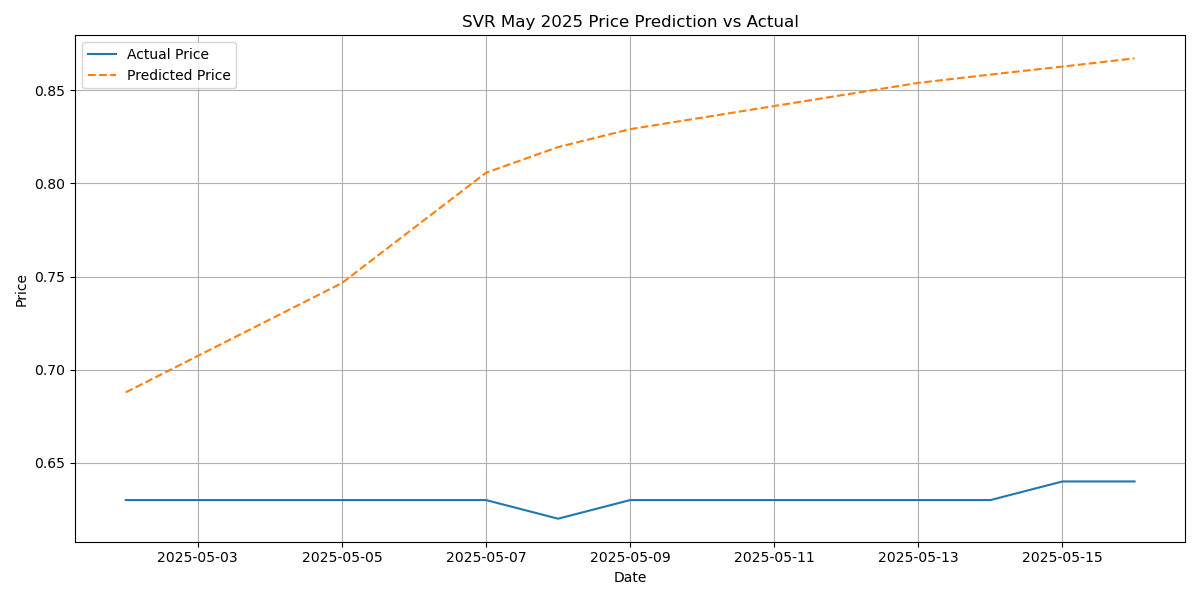 SVR May 2025 Price Prediction vs Actual
Actual Price
Predicted Price
0.85
0.80
0.75
0.70
0.65
Price
2025-05-03 2025-05-05 2025-05-07 2025-05-09 2025-05-11 2025-05-13 2025-05-15
Date